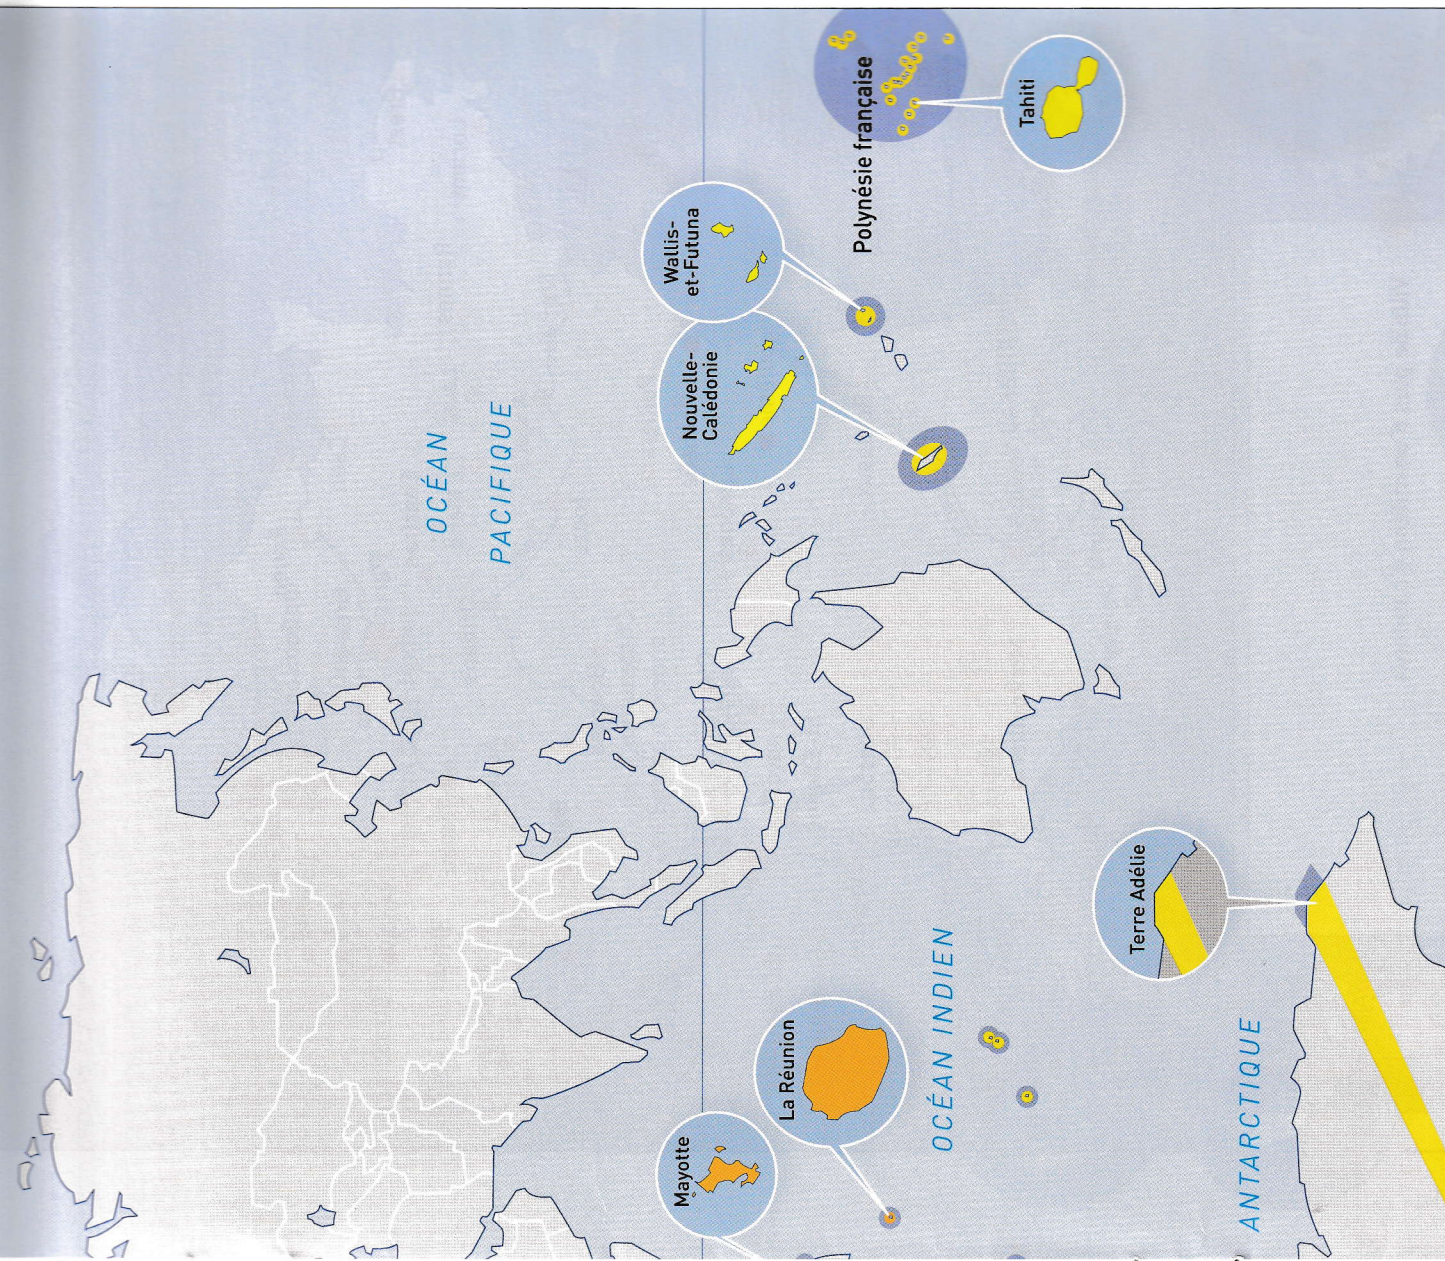 OCÉAN
PACIFIQUE
Wallis-
et-Futuna
Nouvelle-
Calédonie
Polynésie française
Tahiti
Mayotte
La Réunion
OCÉAN INDIEN
Terre Adélie
ANTARCTIQUE